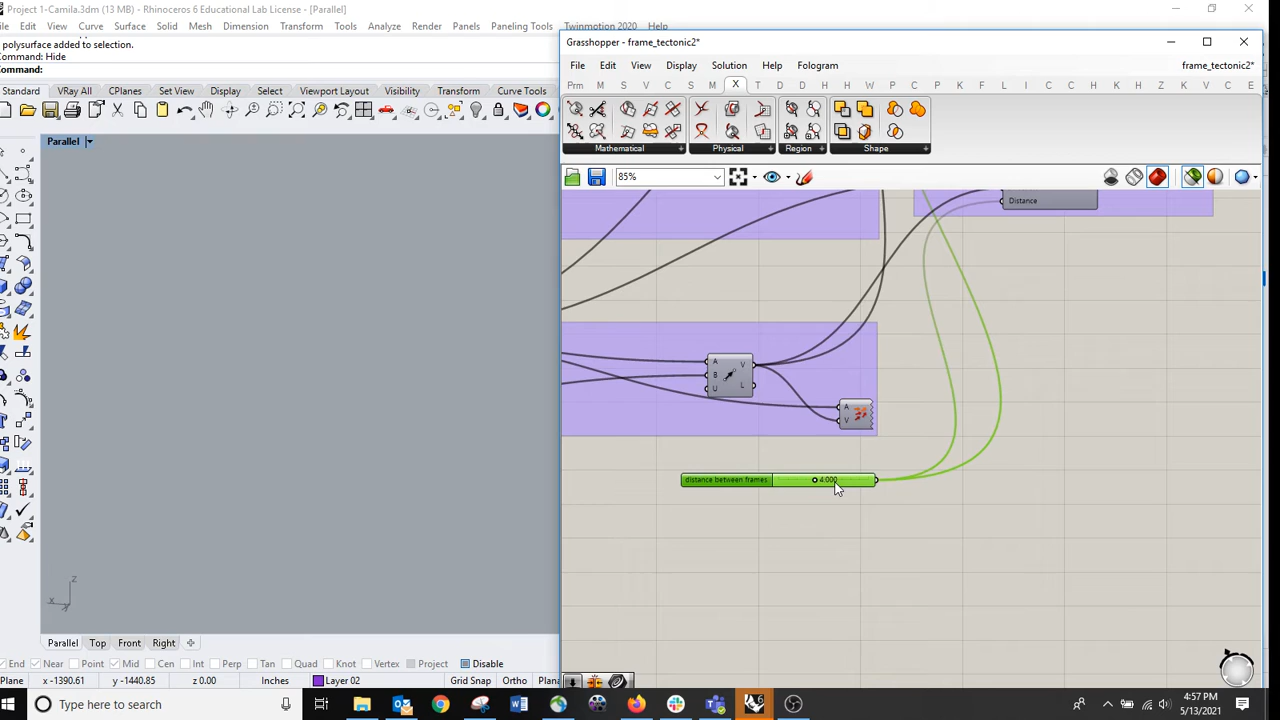 Project 1-Camila.3dm (13 MB) - Rhinoceros 6 Educational Lab License - [Parallel]
File Edit View Curve Surface Solid Mesh Dimension Transform Tools Analyze Render Panels Twinmotion 2020 Help
polysurface added to selection.
Command: Hide
Command:
Standard VRay All CPlanes Set View Display Select Viewport Layout Visibility Transform Curve Tools
Parallel
Grasshopper - frame_tectonic2*
File Edit View Display Solution Help Fologram
frame_tectonic2*
Prm M S V C S M X T D D H H W C P L H K I C A K M V E
Mathematical Physical Region Shape
85%
Distance
A V
B
U L
A
V
distance between frames 4.000
z
x y
Parallel Top Front Right
End Near Point Mid Cen Int Perp Tan Quad Knot Vertex Project Disable
Plane x -1390.61 y -1440.85 z 0.00 Inches Layer 02 Grid Snap Ortho Plana
Type here to search
4:57 PM
5/13/2021